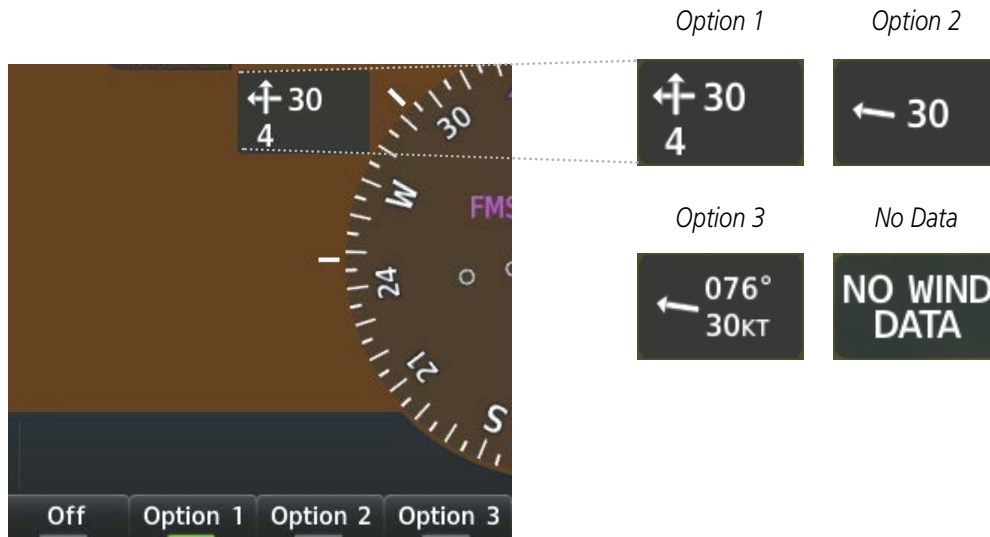 Option 1
Option 2
30
4
30
4
30
30
W
FMS
24
21
S
Option 3
No Data
076°
30KT
NO WIND
DATA
Off
Option 1
Option 2
Option 3